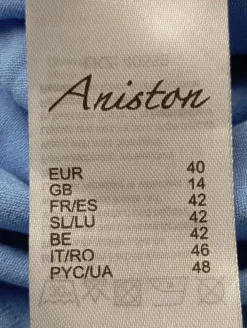 Aniston
EUR 40
GB 14
FR/ES 42
SL/LU 42
BE 42
IT/RO 46
PYC/UA 48